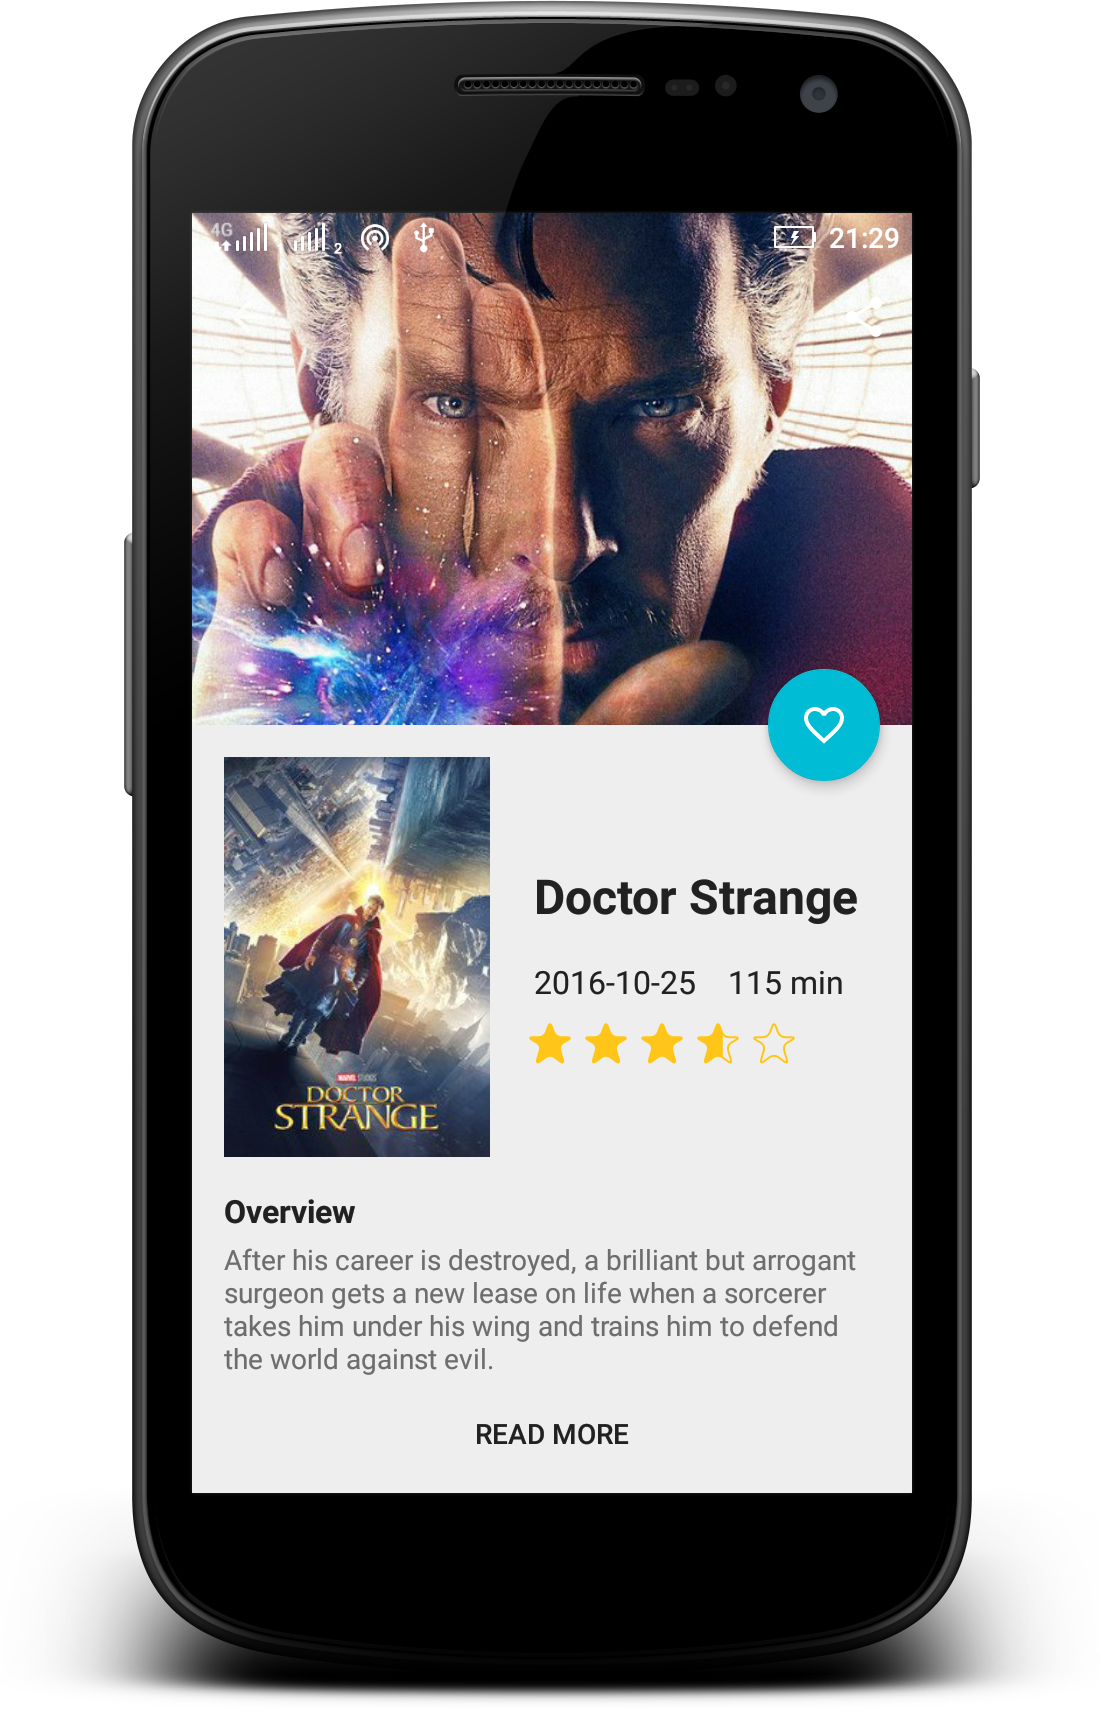 4G 2 21:29
Doctor Strange
2016-10-25 115 min
MARVEL STUDIOS
DOCTOR
STRANGE
Overview
After his career is destroyed, a brilliant but arrogant
surgeon gets a new lease on life when a sorcerer
takes him under his wing and trains him to defend
the world against evil.
READ MORE